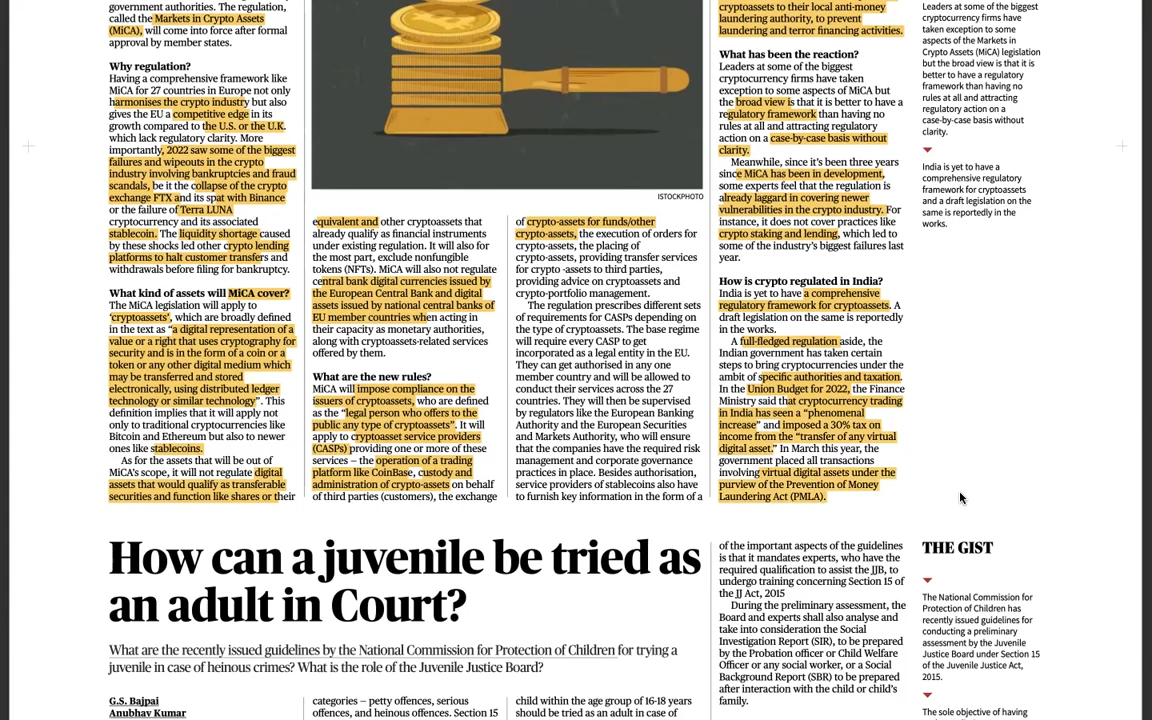 government authorities. The regulation,
called the Markets in Crypto Assets
(MiCA), will come into force after formal
approval by member states.
Why regulation?
Having a comprehensive framework like
MiCA for 27 countries in Europe not only
harmonises the crypto industry but also
gives the EU a competitive edge in its
growth compared to the U.S. or the U.K.
which lack regulatory clarity. More
importantly, 2022 saw some of the biggest
failures and wipeouts in the crypto
industry involving bankruptcies and fraud
scandals, be it the collapse of the crypto
exchange FTX and its spat with Binance
or the failure of Terra LUNA
cryptocurrency and its associated
stablecoin. The liquidity shortage caused
by these shocks led other crypto lending
platforms to halt customer transfers and
withdrawals before filing for bankruptcy.
What kind of assets will MiCA cover?
The MiCA legislation will apply to
‘cryptoassets’, which are broadly defined
in the text as “a digital representation of a
value or a right that uses cryptography for
security and is in the form of a coin or a
token or any other digital medium which
may be transferred and stored
electronically, using distributed ledger
technology or similar technology”. This
definition implies that it will apply not
only to traditional cryptocurrencies like
Bitcoin and Ethereum but also to newer
ones like stablecoins.
As for the assets that will be out of
MiCA’s scope, it will not regulate digital
assets that would qualify as transferable
securities and function like shares or their
ISTOCKPHOTO
equivalent and other cryptoassets that
already qualify as financial instruments
under existing regulation. It will also for
the most part, exclude nonfungible
tokens (NFTs). MiCA will also not regulate
central bank digital currencies issued by
the European Central Bank and digital
assets issued by national central banks of
EU member countries when acting in
their capacity as monetary authorities,
along with cryptoassets-related services
offered by them.
What are the new rules?
MiCA will impose compliance on the
issuers of cryptoassets, who are defined
as the “legal person who offers to the
public any type of cryptoassets”. It will
apply to cryptoasset service providers
(CASPs) providing one or more of these
services — the operation of a trading
platform like CoinBase, custody and
administration of crypto-assets on behalf
of third parties (customers), the exchange
of crypto-assets for funds/other
crypto-assets, the execution of orders for
crypto-assets, the placing of
crypto-assets, providing transfer services
for crypto -assets to third parties,
providing advice on cryptoassets and
crypto-portfolio management.
The regulation prescribes different sets
of requirements for CASPs depending on
the type of cryptoassets. The base regime
will require every CASP to get
incorporated as a legal entity in the EU.
They can get authorised in any one
member country and will be allowed to
conduct their services across the 27
countries. They will then be supervised
by regulators like the European Banking
Authority and the European Securities
and Markets Authority, who will ensure
that the companies have the required risk
management and corporate governance
practices in place. Besides authorisation,
service providers of stablecoins also have
to furnish key information in the form of a
cryptoassets to their local anti-money
laundering authority, to prevent
laundering and terror financing activities.
What has been the reaction?
Leaders at some of the biggest
cryptocurrency firms have taken
exception to some aspects of MiCA but
the broad view is that it is better to have a
regulatory framework than having no
rules at all and attracting regulatory
action on a case-by-case basis without
clarity.
Meanwhile, since it’s been three years
since MiCA has been in development,
some experts feel that the regulation is
already laggard in covering newer
vulnerabilities in the crypto industry. For
instance, it does not cover practices like
crypto staking and lending, which led to
some of the industry’s biggest failures last
year.
How is crypto regulated in India?
India is yet to have a comprehensive
regulatory framework for cryptoassets. A
draft legislation on the same is reportedly
in the works.
A full-fledged regulation aside, the
Indian government has taken certain
steps to bring cryptocurrencies under the
ambit of specific authorities and taxation.
In the Union Budget for 2022, the Finance
Ministry said that cryptocurrency trading
in India has seen a “phenomenal
increase” and imposed a 30% tax on
income from the “transfer of any virtual
digital asset.” In March this year, the
government placed all transactions
involving virtual digital assets under the
purview of the Prevention of Money
Laundering Act (PMLA).
Leaders at some of the biggest
cryptocurrency firms have
taken exception to some
aspects of the Markets in
Crypto Assets (MiCA) legislation
but the broad view is that it is
better to have a regulatory
framework than having no
rules at all and attracting
regulatory action on a
case-by-case basis without
clarity.
India is yet to have a
comprehensive regulatory
framework for cryptoassets
and a draft legislation on the
same is reportedly in the
works.
How can a juvenile be tried as
an adult in Court?
What are the recently issued guidelines by the National Commission for Protection of Children for trying a
juvenile in case of heinous crimes? What is the role of the Juvenile Justice Board?
G.S. Bajpai
Anubhav Kumar
categories — petty offences, serious
offences, and heinous offences. Section 15
child within the age group of 16-18 years
should be tried as an adult in case of
of the important aspects of the guidelines
is that it mandates experts, who have the
required qualification to assist the JJB, to
undergo training concerning Section 15 of
the JJ Act, 2015
During the preliminary assessment, the
Board and experts shall also analyse and
take into consideration the Social
Investigation Report (SIR), to be prepared
by the Probation officer or Child Welfare
Officer or any social worker, or a Social
Background Report (SBR) to be prepared
after interaction with the child or child’s
family.
THE GIST
The National Commission for
Protection of Children has
recently issued guidelines for
conducting a preliminary
assessment by the Juvenile
Justice Board under Section 15
of the Juvenile Justice Act,
2015.
The sole objective of having